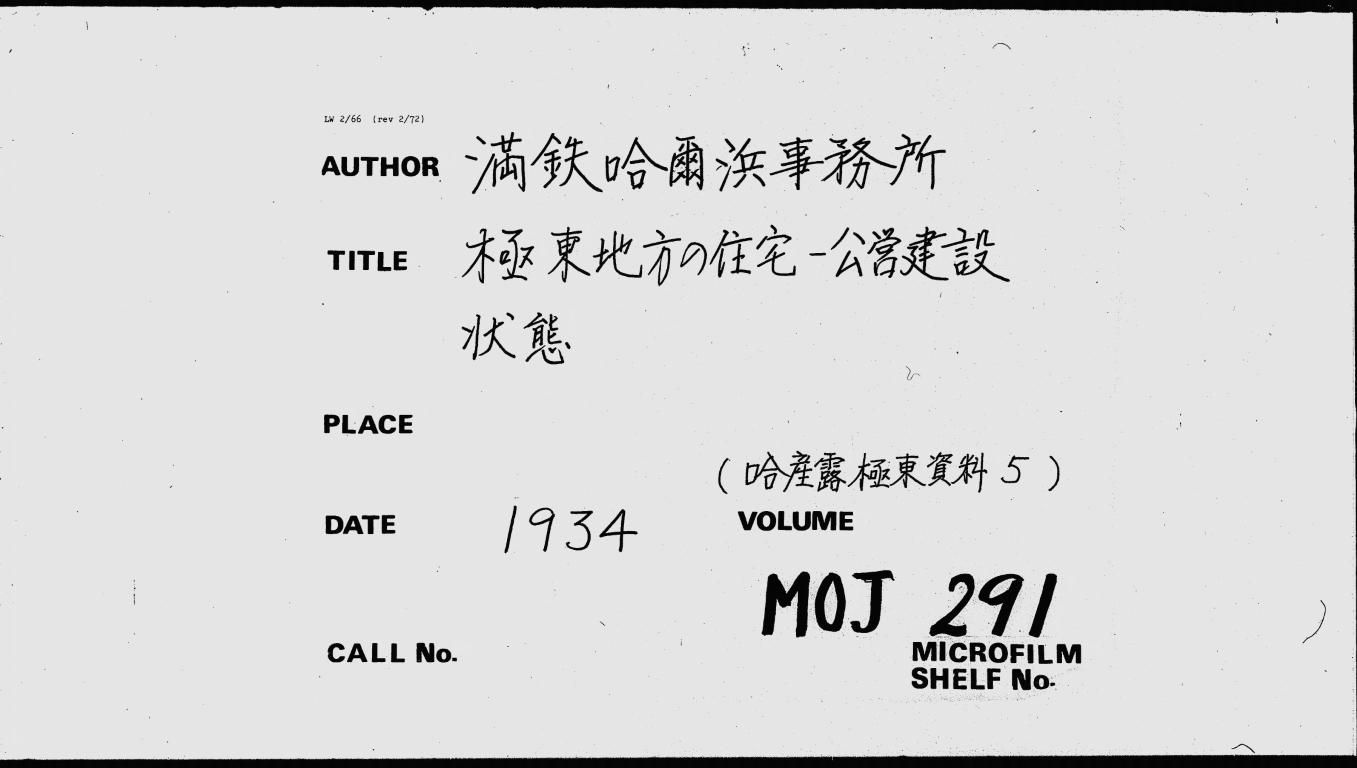 LW 2/66 (rev 2/72)
AUTHOR 満鉄哈爾浜事務所
TITLE 極東地方の住宅-公営建設
状態
PLACE
(哈産露極東資料5)
DATE 1934 VOLUME
MOJ 291
CALL No. MICROFILM
SHELF No.